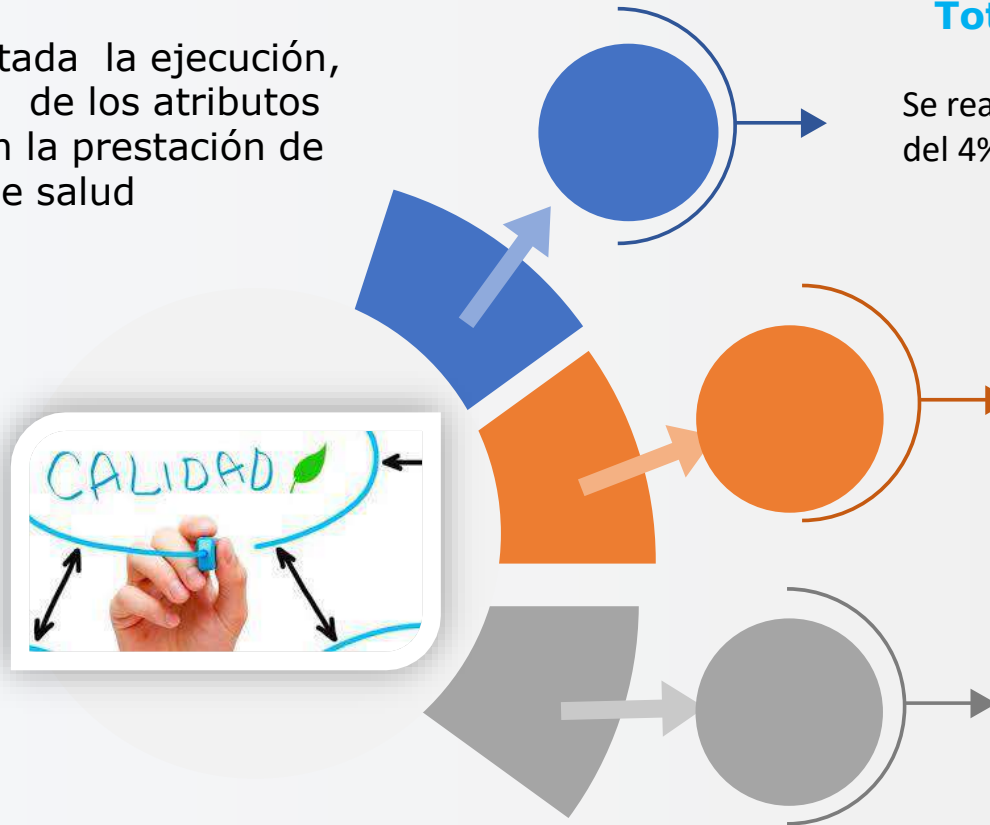 tada la ejecución,
de los atributos
la prestación de
e salud
CALIDAD
Tot
Se rea
del 4%